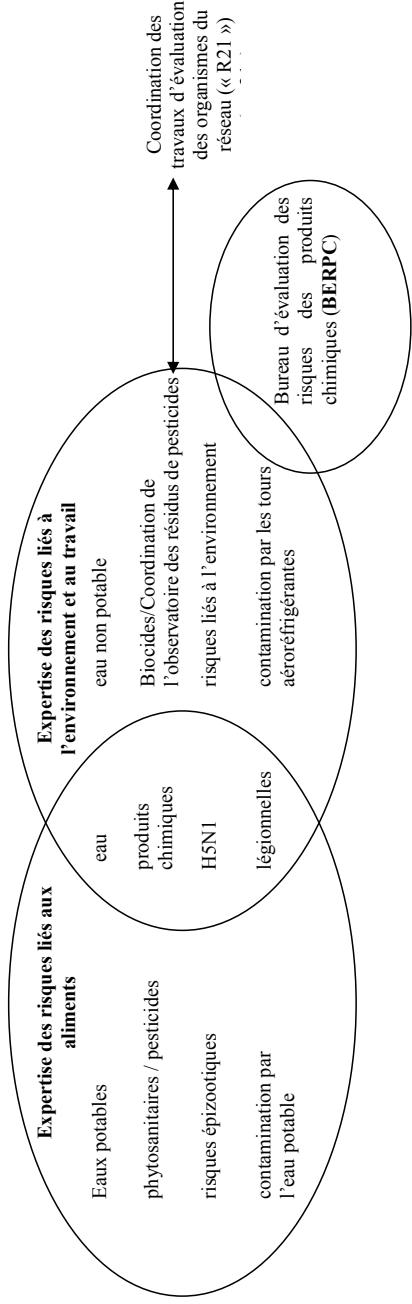 Expertise des risques liés aux
aliments
Eaux potables
phytosanitaires / pesticides
risques épizootiques
contamination par
l’eau potable
eau
produits
chimiques
H5N1
légionnelles
Expertise des risques liés à
l’environnement et au travail
eau non potable
Biocides/Coordination de
l’observatoire des résidus de pesticides
risques liés à l’environnement
contamination par les tours
aéroréfrigérantes
Bureau d’évaluation des
risques des produits
chimiques (BERPC)
Coordination des
travaux d’évaluation
des organismes du
réseau (« R21 »